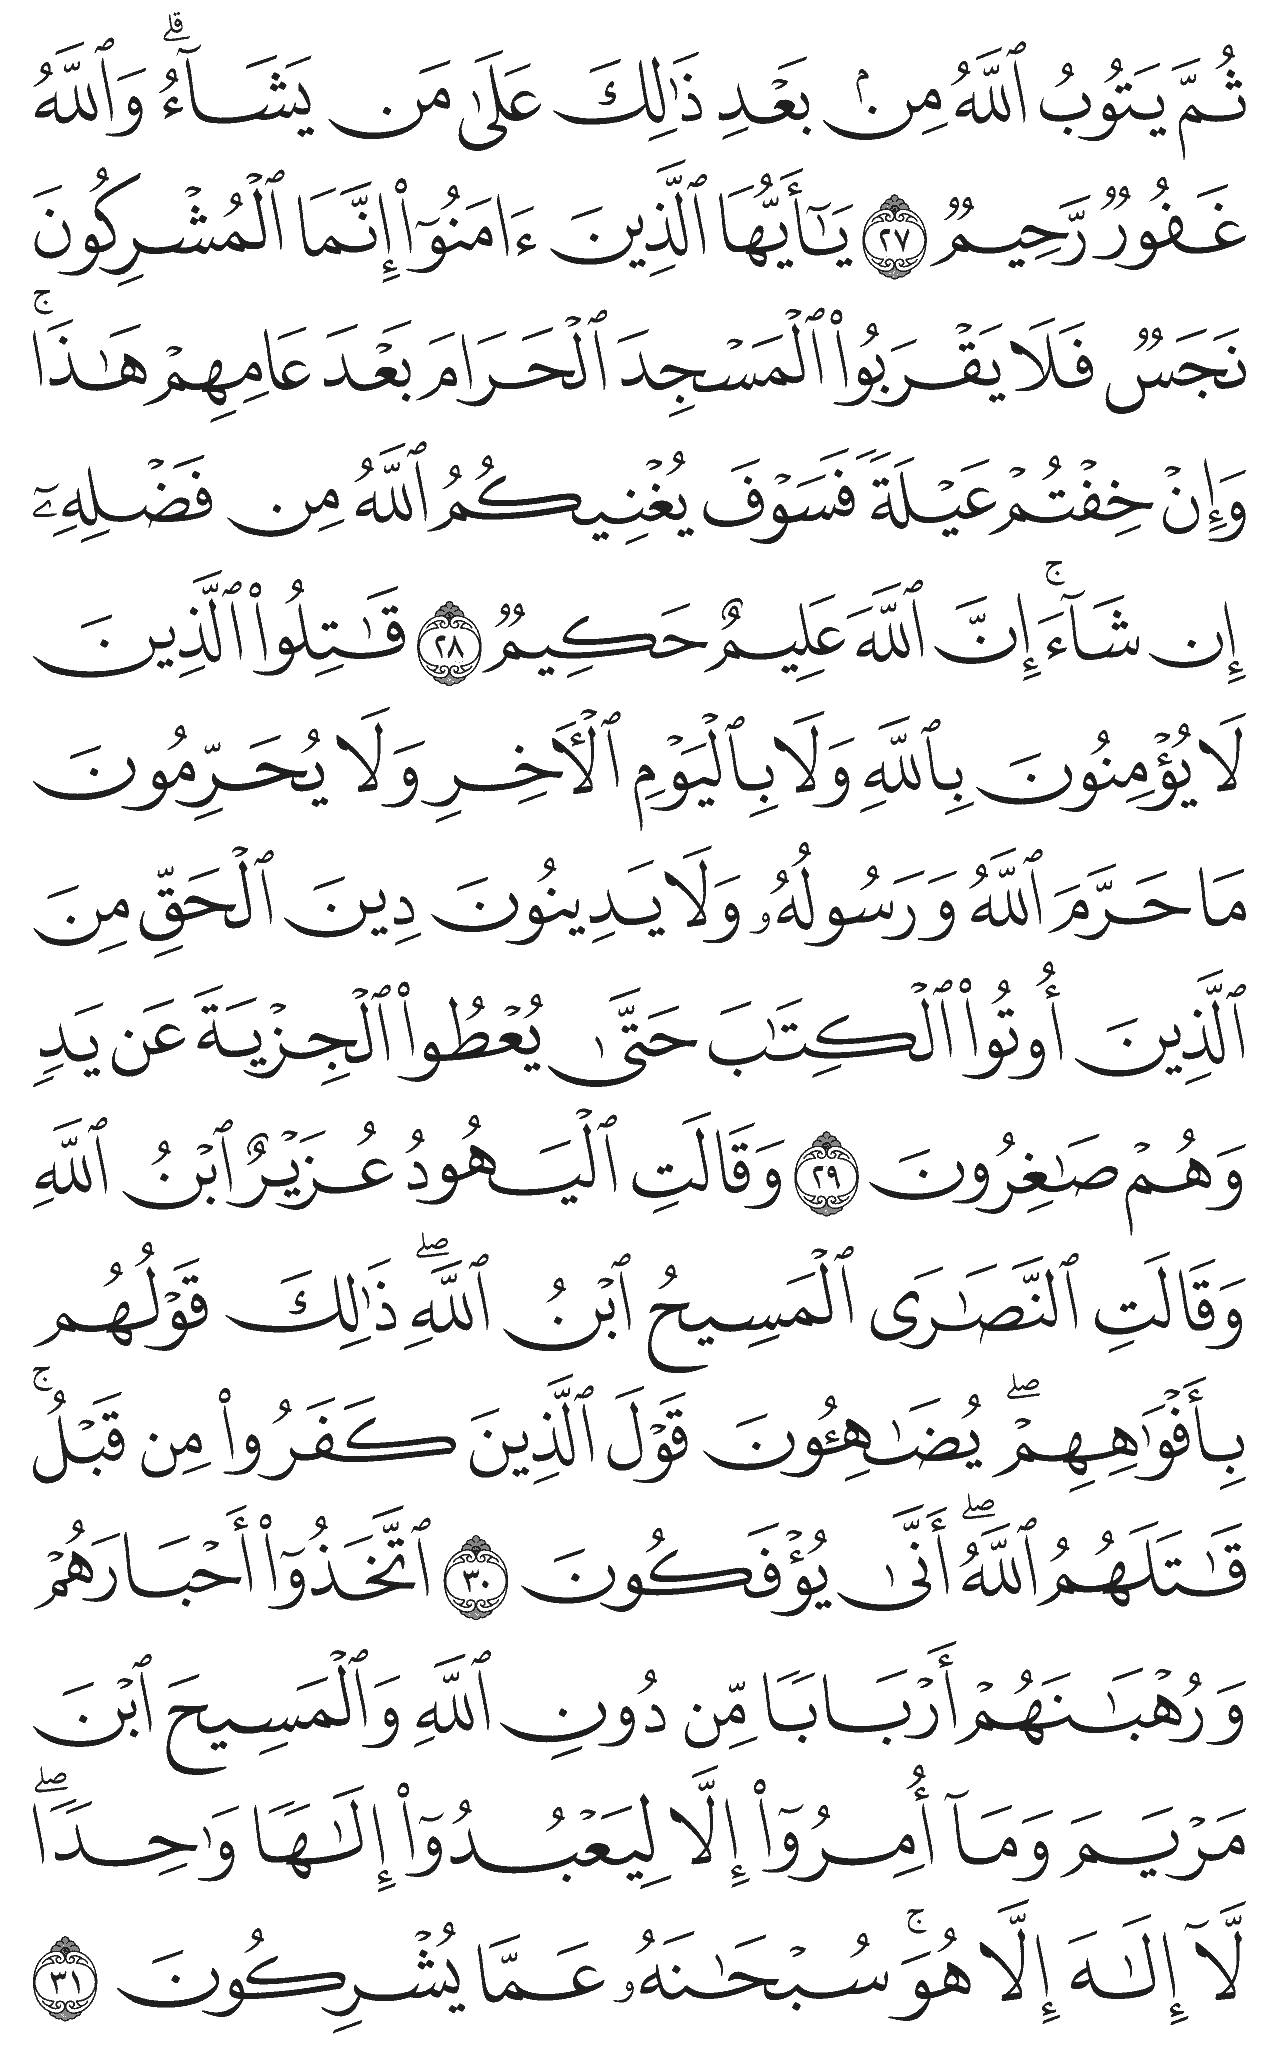 ثُمَّ يَتُوبُ ٱللَّهُ مِنۢ بَعْدِ ذَٰلِكَ عَلَىٰ مَن يَشَآءُ ۗ وَٱللَّهُ
غَفُورٌ رَّحِيمٌ ﴿٢٧﴾ يَـٰٓأَيُّهَا ٱلَّذِينَ ءَامَنُوٓا۟ إِنَّمَا ٱلْمُشْرِكُونَ
نَجَسٌ فَلَا يَقْرَبُوا۟ ٱلْمَسْجِدَ ٱلْحَرَامَ بَعْدَ عَامِهِمْ هَـٰذَا ۚ
وَإِنْ خِفْتُمْ عَيْلَةً فَسَوْفَ يُغْنِيكُمُ ٱللَّهُ مِن فَضْلِهِۦٓ
إِن شَآءَ ۚ إِنَّ ٱللَّهَ عَلِيمٌ حَكِيمٌ ﴿٢٨﴾ قَـٰتِلُوا۟ ٱلَّذِينَ
لَا يُؤْمِنُونَ بِٱللَّهِ وَلَا بِٱلْيَوْمِ ٱلْـَٔاخِرِ وَلَا يُحَرِّمُونَ
مَا حَرَّمَ ٱللَّهُ وَرَسُولُهُۥ وَلَا يَدِينُونَ دِينَ ٱلْحَقِّ مِنَ
ٱلَّذِينَ أُوتُوا۟ ٱلْكِتَـٰبَ حَتَّىٰ يُعْطُوا۟ ٱلْجِزْيَةَ عَن يَدٍ
وَهُمْ صَـٰغِرُونَ ﴿٢٩﴾ وَقَالَتِ ٱلْيَهُودُ عُزَيْرٌ ٱبْنُ ٱللَّهِ
وَقَالَتِ ٱلنَّصَـٰرَى ٱلْمَسِيحُ ٱبْنُ ٱللَّهِ ۖ ذَٰلِكَ قَوْلُهُم
بِأَفْوَٰهِهِمْ ۖ يُضَـٰهِـُٔونَ قَوْلَ ٱلَّذِينَ كَفَرُوا۟ مِن قَبْلُ ۚ
قَـٰتَلَهُمُ ٱللَّهُ ۖ أَنَّىٰ يُؤْفَكُونَ ﴿٣٠﴾ ٱتَّخَذُوٓا۟ أَحْبَارَهُمْ
وَرُهْبَـٰنَهُمْ أَرْبَابًا مِّن دُونِ ٱللَّهِ وَٱلْمَسِيحَ ٱبْنَ
مَرْيَمَ وَمَآ أُمِرُوٓا۟ إِلَّا لِيَعْبُدُوٓا۟ إِلَـٰهًا وَٰحِدًا ۖ
لَّآ إِلَـٰهَ إِلَّا هُوَ ۚ سُبْحَـٰنَهُۥ عَمَّا يُشْرِكُونَ ﴿٣١﴾